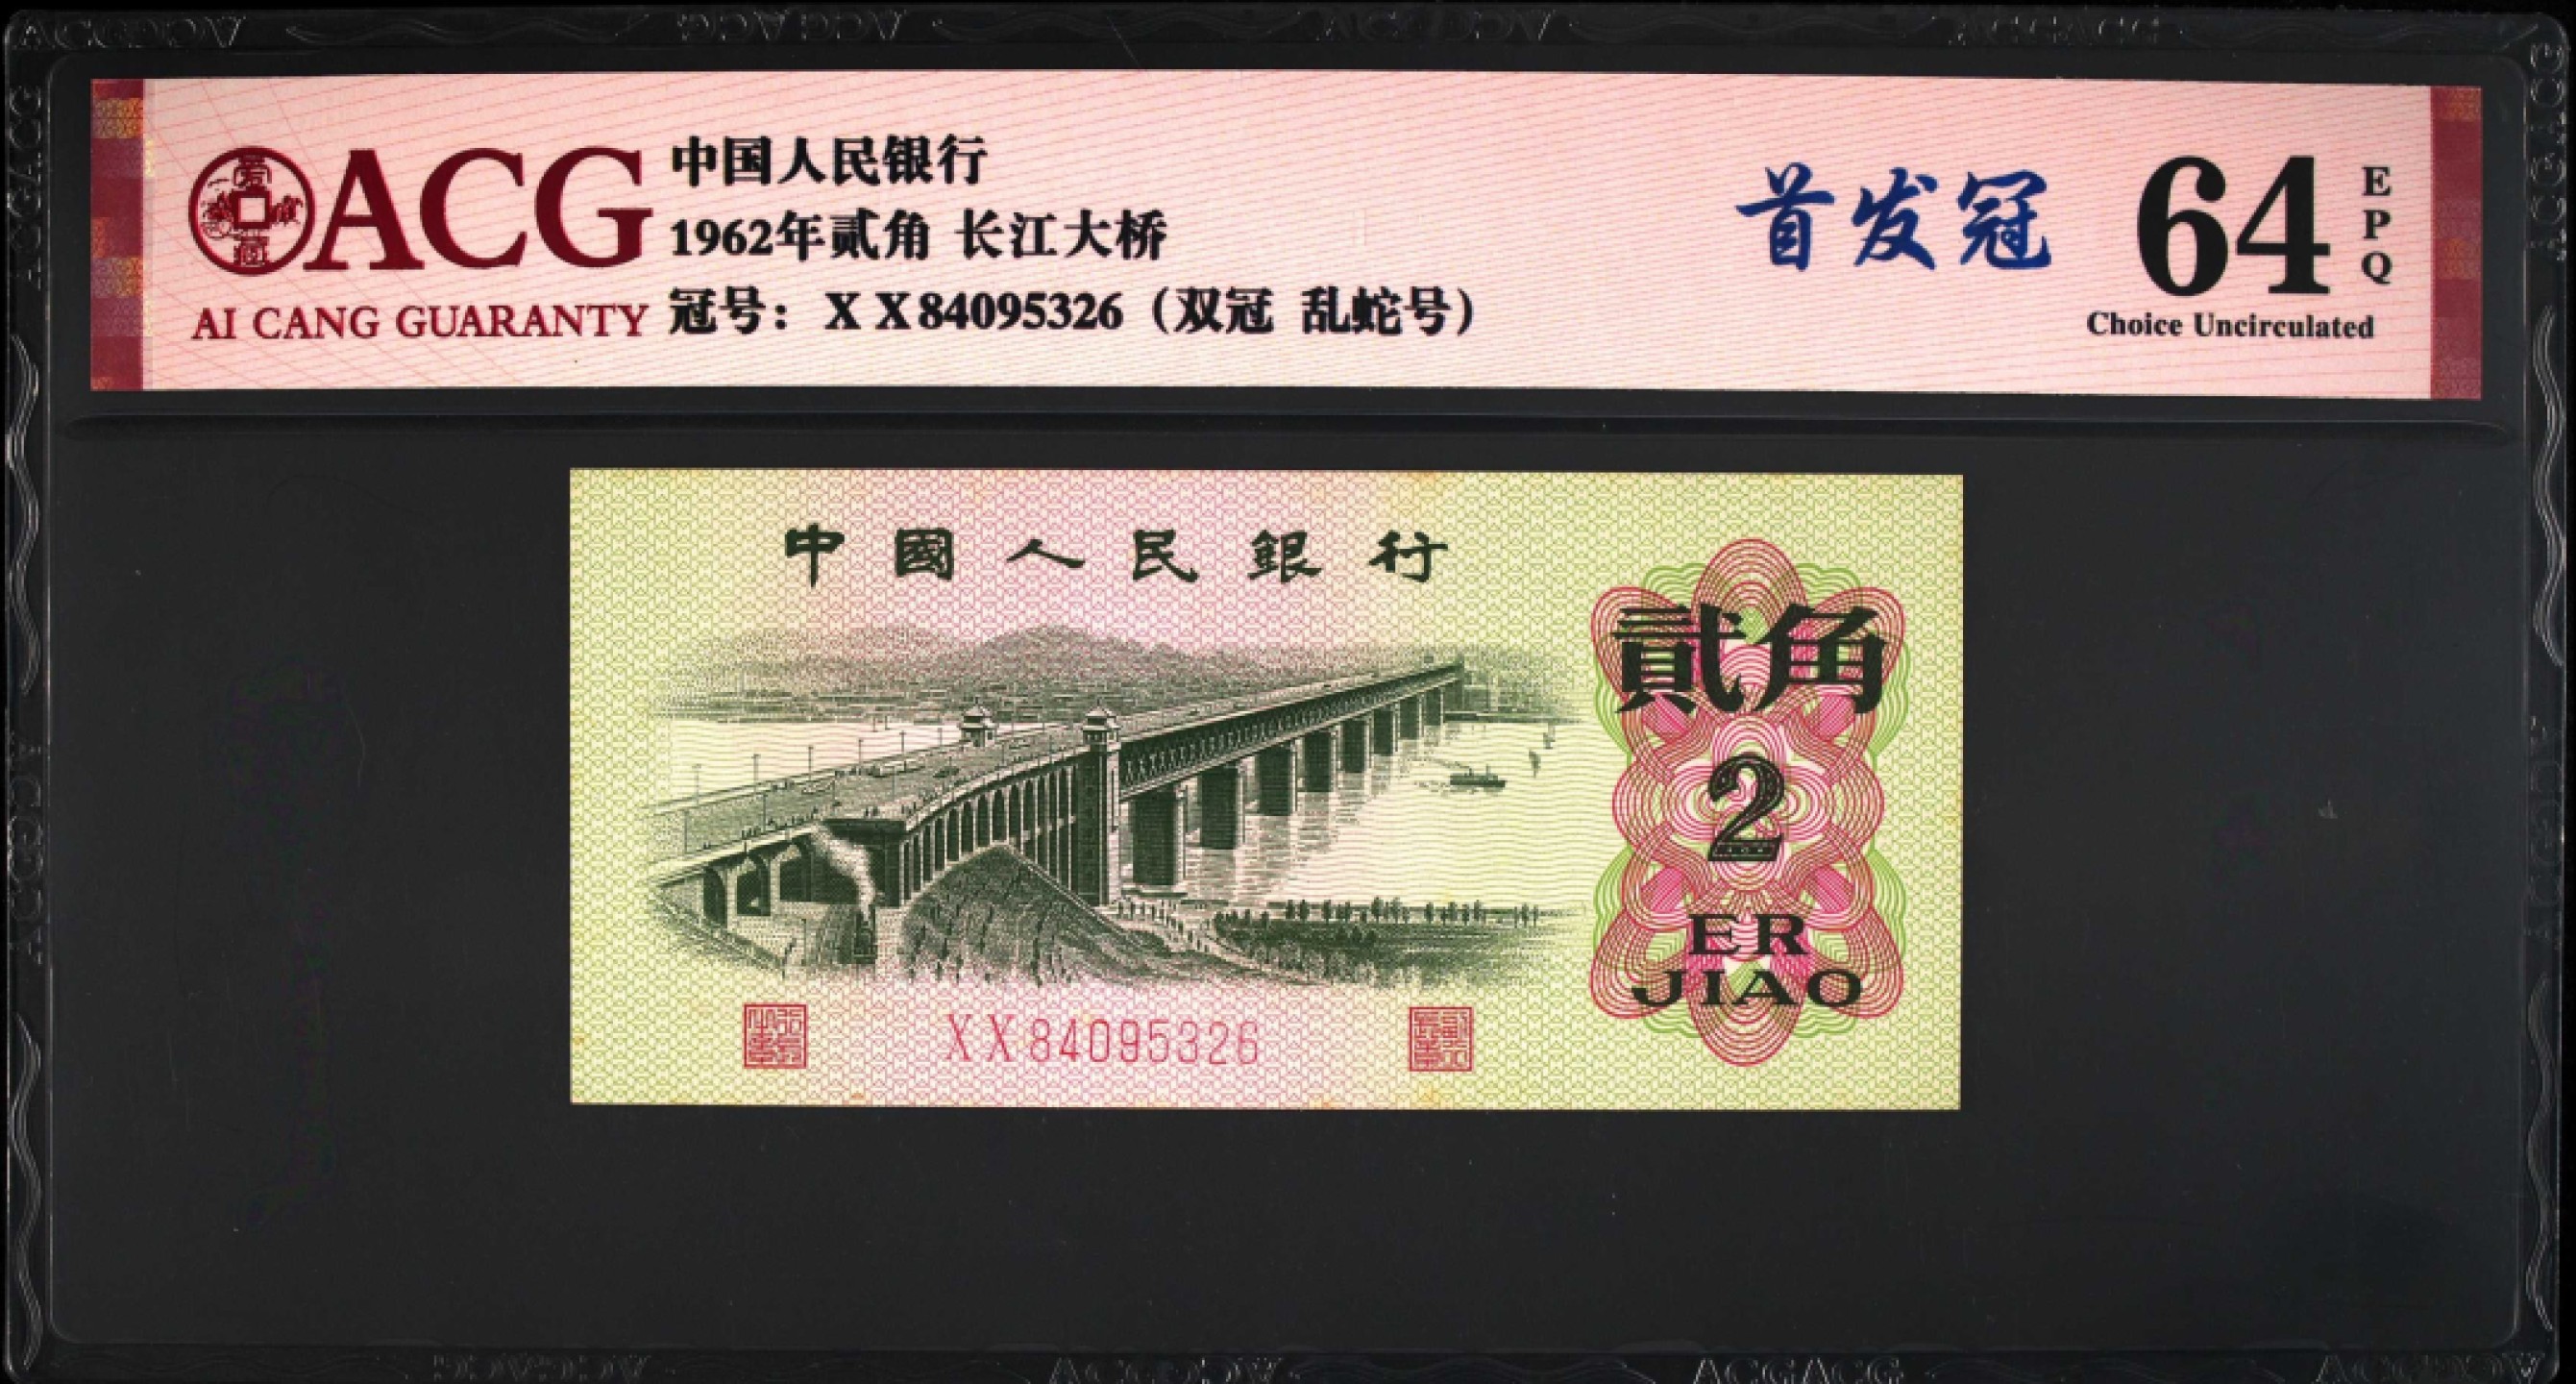 ACG
AI CANG GUARANTY
中国人民银行
1962年贰角 长江大桥
冠号：XX84095326（双冠 乱蛇号）
首发冠
64
EPQ
Choice Uncirculated
中國人民銀行
貳角
2
ER
JIAO
XX84095326